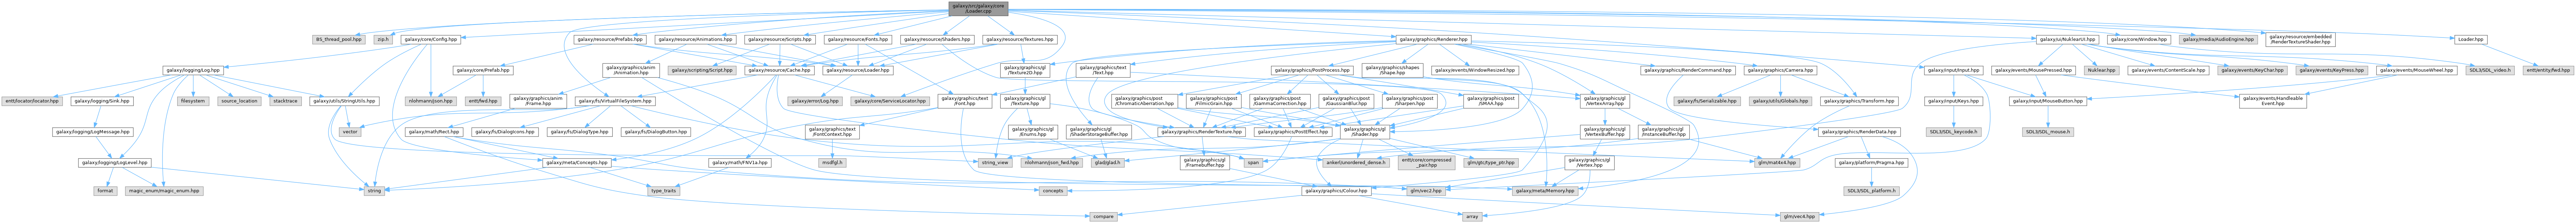 galaxy/src/galaxy/core
/Loader.cpp
BS_thread_pool.hpp
zip.h
galaxy/core/Config.hpp
galaxy/resource/Prefabs.hpp
galaxy/resource/Animations.hpp
galaxy/resource/Scripts.hpp
galaxy/resource/Fonts.hpp
galaxy/resource/Shaders.hpp
galaxy/resource/Textures.hpp
galaxy/graphics/Renderer.hpp
galaxy/ui/NuklearUI.hpp
galaxy/core/Window.hpp
galaxy/media/AudioEngine.hpp
galaxy/resource/embedded
/RenderTextureShader.hpp
Loader.hpp
galaxy/logging/Log.hpp
galaxy/core/Prefab.hpp
galaxy/graphics/anim
/Animation.hpp
galaxy/scripting/Script.hpp
galaxy/resource/Cache.hpp
galaxy/resource/Loader.hpp
galaxy/graphics/gl
/Texture2D.hpp
galaxy/graphics/text
/Text.hpp
galaxy/graphics/PostProcess.hpp
galaxy/graphics/shapes
/Shape.hpp
galaxy/events/WindowResized.hpp
galaxy/graphics/RenderCommand.hpp
galaxy/graphics/Camera.hpp
galaxy/input/Input.hpp
galaxy/events/MousePressed.hpp
Nuklear.hpp
galaxy/events/ContentScale.hpp
galaxy/events/KeyChar.hpp
galaxy/events/KeyPress.hpp
galaxy/events/MouseWheel.hpp
SDL3/SDL_video.h
entt/entity/fwd.hpp
entt/locator/locator.hpp
galaxy/logging/Sink.hpp
filesystem
source_location
stacktrace
galaxy/utils/StringUtils.hpp
nlohmann/json.hpp
entt/fwd.hpp
galaxy/graphics/anim
/Frame.hpp
galaxy/fs/VirtualFileSystem.hpp
galaxy/error/Log.hpp
galaxy/core/ServiceLocator.hpp
galaxy/graphics/text
/Font.hpp
galaxy/graphics/gl
/Texture.hpp
galaxy/graphics/post
/ChromaticAberration.hpp
galaxy/graphics/post
/FilmicGrain.hpp
galaxy/graphics/post
/GammaCorrection.hpp
galaxy/graphics/post
/GaussianBlur.hpp
galaxy/graphics/post
/Sharpen.hpp
galaxy/graphics/post
/SMAA.hpp
galaxy/graphics/gl
/VertexArray.hpp
galaxy/fs/Serializable.hpp
galaxy/utils/Globals.hpp
galaxy/graphics/Transform.hpp
galaxy/input/Keys.hpp
galaxy/input/MouseButton.hpp
galaxy/events/Handleable
Event.hpp
galaxy/logging/LogMessage.hpp
vector
galaxy/math/Rect.hpp
galaxy/fs/DialogIcons.hpp
galaxy/fs/DialogType.hpp
galaxy/fs/DialogButton.hpp
galaxy/graphics/text
/FontContext.hpp
galaxy/graphics/gl
/Enums.hpp
galaxy/graphics/gl
/ShaderStorageBuffer.hpp
galaxy/graphics/RenderTexture.hpp
galaxy/graphics/PostEffect.hpp
galaxy/graphics/gl
/Shader.hpp
galaxy/graphics/gl
/VertexBuffer.hpp
galaxy/graphics/gl
/InstanceBuffer.hpp
galaxy/graphics/RenderData.hpp
SDL3/SDL_keycode.h
SDL3/SDL_mouse.h
galaxy/logging/LogLevel.hpp
galaxy/meta/Concepts.hpp
galaxy/math/FNV1a.hpp
msdfgl.h
string_view
nlohmann/json_fwd.hpp
glad/glad.h
galaxy/graphics/gl
/Framebuffer.hpp
span
ankerl/unordered_dense.h
entt/core/compressed
_pair.hpp
glm/gtc/type_ptr.hpp
galaxy/graphics/gl
/Vertex.hpp
glm/mat4x4.hpp
galaxy/platform/Pragma.hpp
format
magic_enum/magic_enum.hpp
string
type_traits
concepts
galaxy/graphics/Colour.hpp
glm/vec2.hpp
galaxy/meta/Memory.hpp
SDL3/SDL_platform.h
compare
array
glm/vec4.hpp